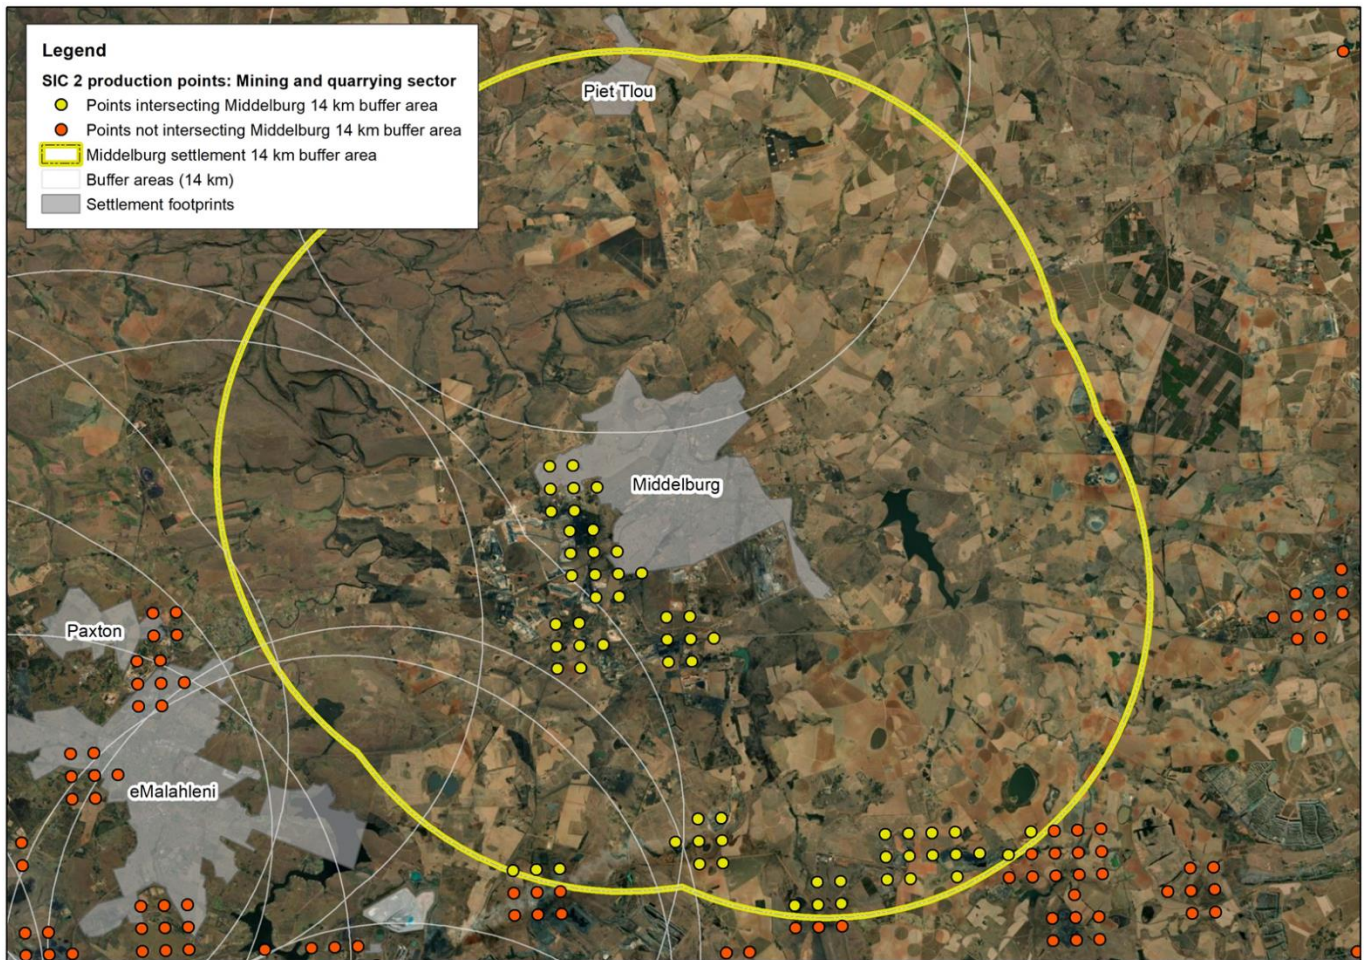 Legend
SIC 2 production points: Mining and quarrying sector
Points intersecting Middelburg 14 km buffer area
Points not intersecting Middelburg 14 km buffer area
Middelburg settlement 14 km buffer area
Buffer areas (14 km)
Settlement footprints
Piet Tlou
Middelburg
Paxton
eMalahleni